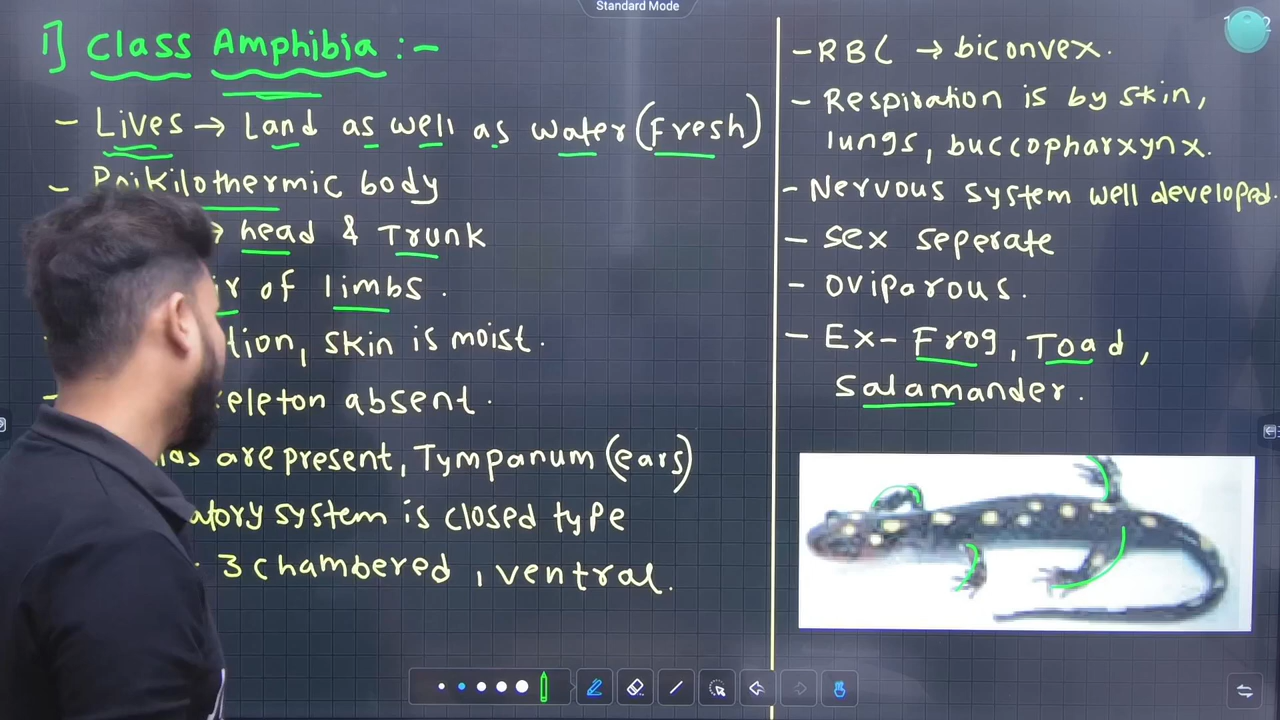 Standard Mode
1] Class Amphibia :-
- Lives → Land as well as water (fresh)
- Poikilothermic body
→ head & Trunk
of limbs .
, skin is moist .
absent .
are present, Tympanum (ears)
system is closed type
3 chambered , ventral .
- RBC → biconvex .
- Respiration is by skin,
lungs, buccopharxynx .
- Nervous system well developed .
- sex seperate
- oviparous .
- Ex - Frog, Toad ,
Salamander .